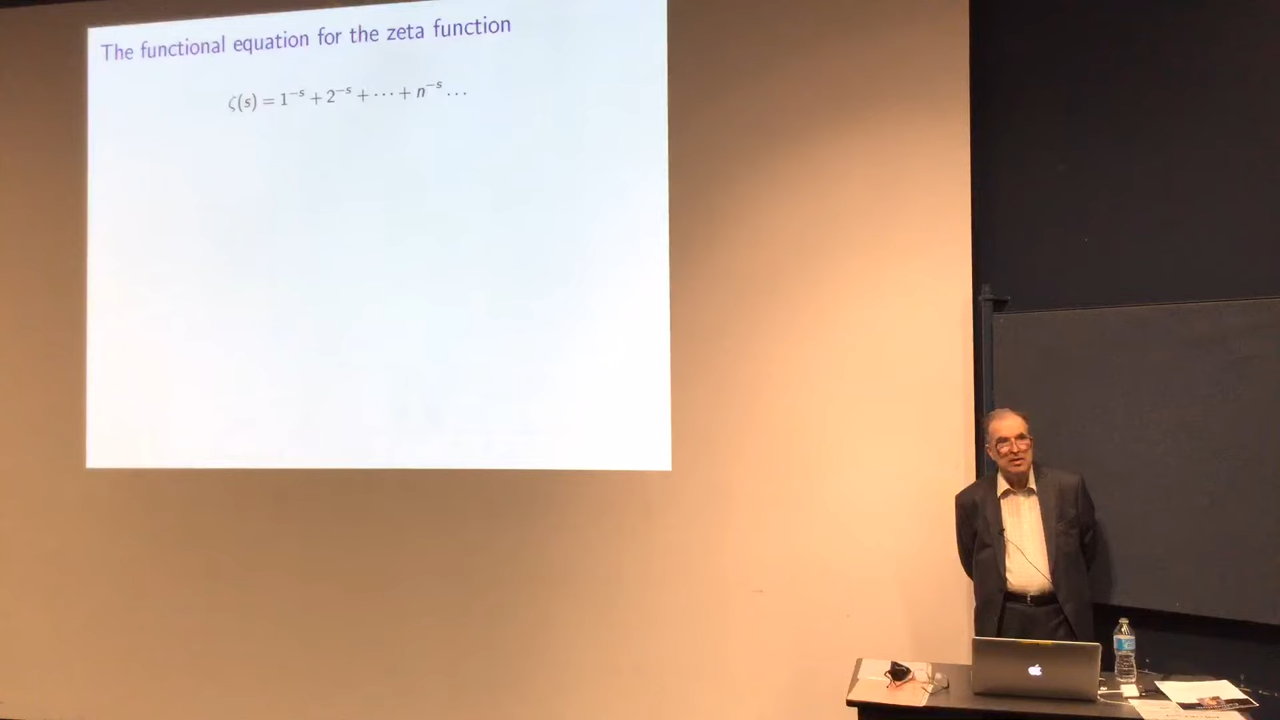 The functional equation for the zeta function
ζ(s) = 1⁻ˢ + 2⁻ˢ + ⋯ + n⁻ˢ …